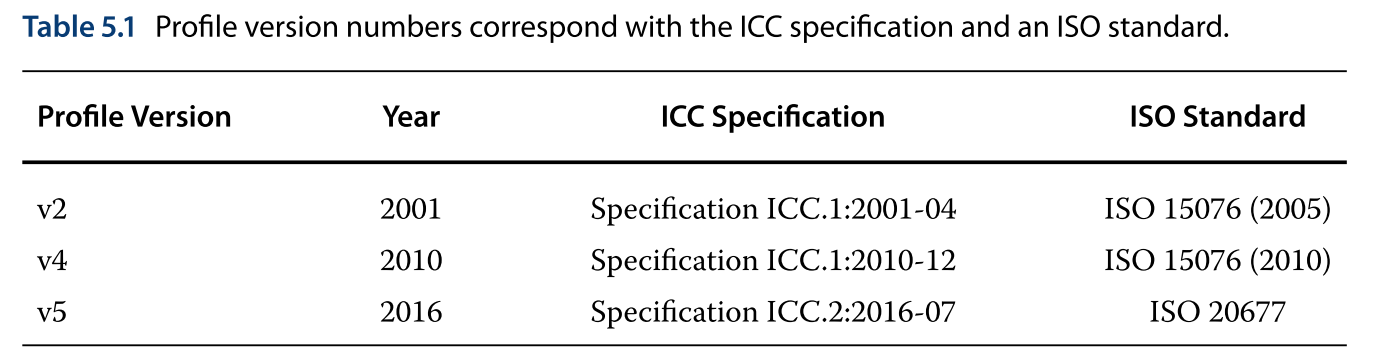 Table 5.1 Profile version numbers correspond with the ICC specification and an ISO standard.
Profile Version Year ICC Specification ISO Standard
v2 2001 Specification ICC.1:2001-04 ISO 15076 (2005)
v4 2010 Specification ICC.1:2010-12 ISO 15076 (2010)
v5 2016 Specification ICC.2:2016-07 ISO 20677